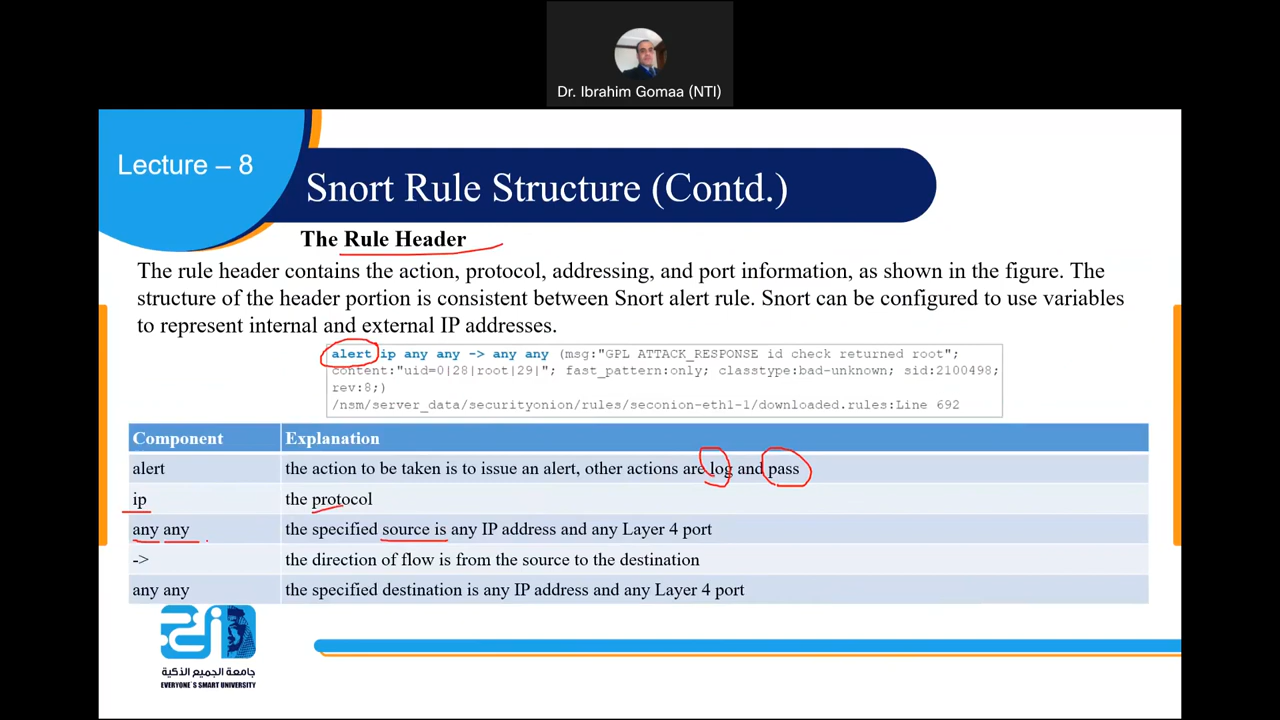 Dr. Ibrahim Gomaa (NTI)
Lecture – 8
Snort Rule Structure (Contd.)
The Rule Header
The rule header contains the action, protocol, addressing, and port information, as shown in the figure. The
structure of the header portion is consistent between Snort alert rule. Snort can be configured to use variables
to represent internal and external IP addresses.
alert ip any any -> any any (msg:"GPL ATTACK_RESPONSE id check returned root";
content:"uid=0|28|root|29|"; fast_pattern:only; classtype:bad-unknown; sid:2100498;
rev:8;)
/nsm/server_data/securityonion/rules/seconion-eth1-1/downloaded.rules:Line 692
Component Explanation
alert the action to be taken is to issue an alert, other actions are log and pass
ip the protocol
any any the specified source is any IP address and any Layer 4 port
-> the direction of flow is from the source to the destination
any any the specified destination is any IP address and any Layer 4 port
جامعة الجميع الذكية
EVERYONE`S SMART UNIVERSITY